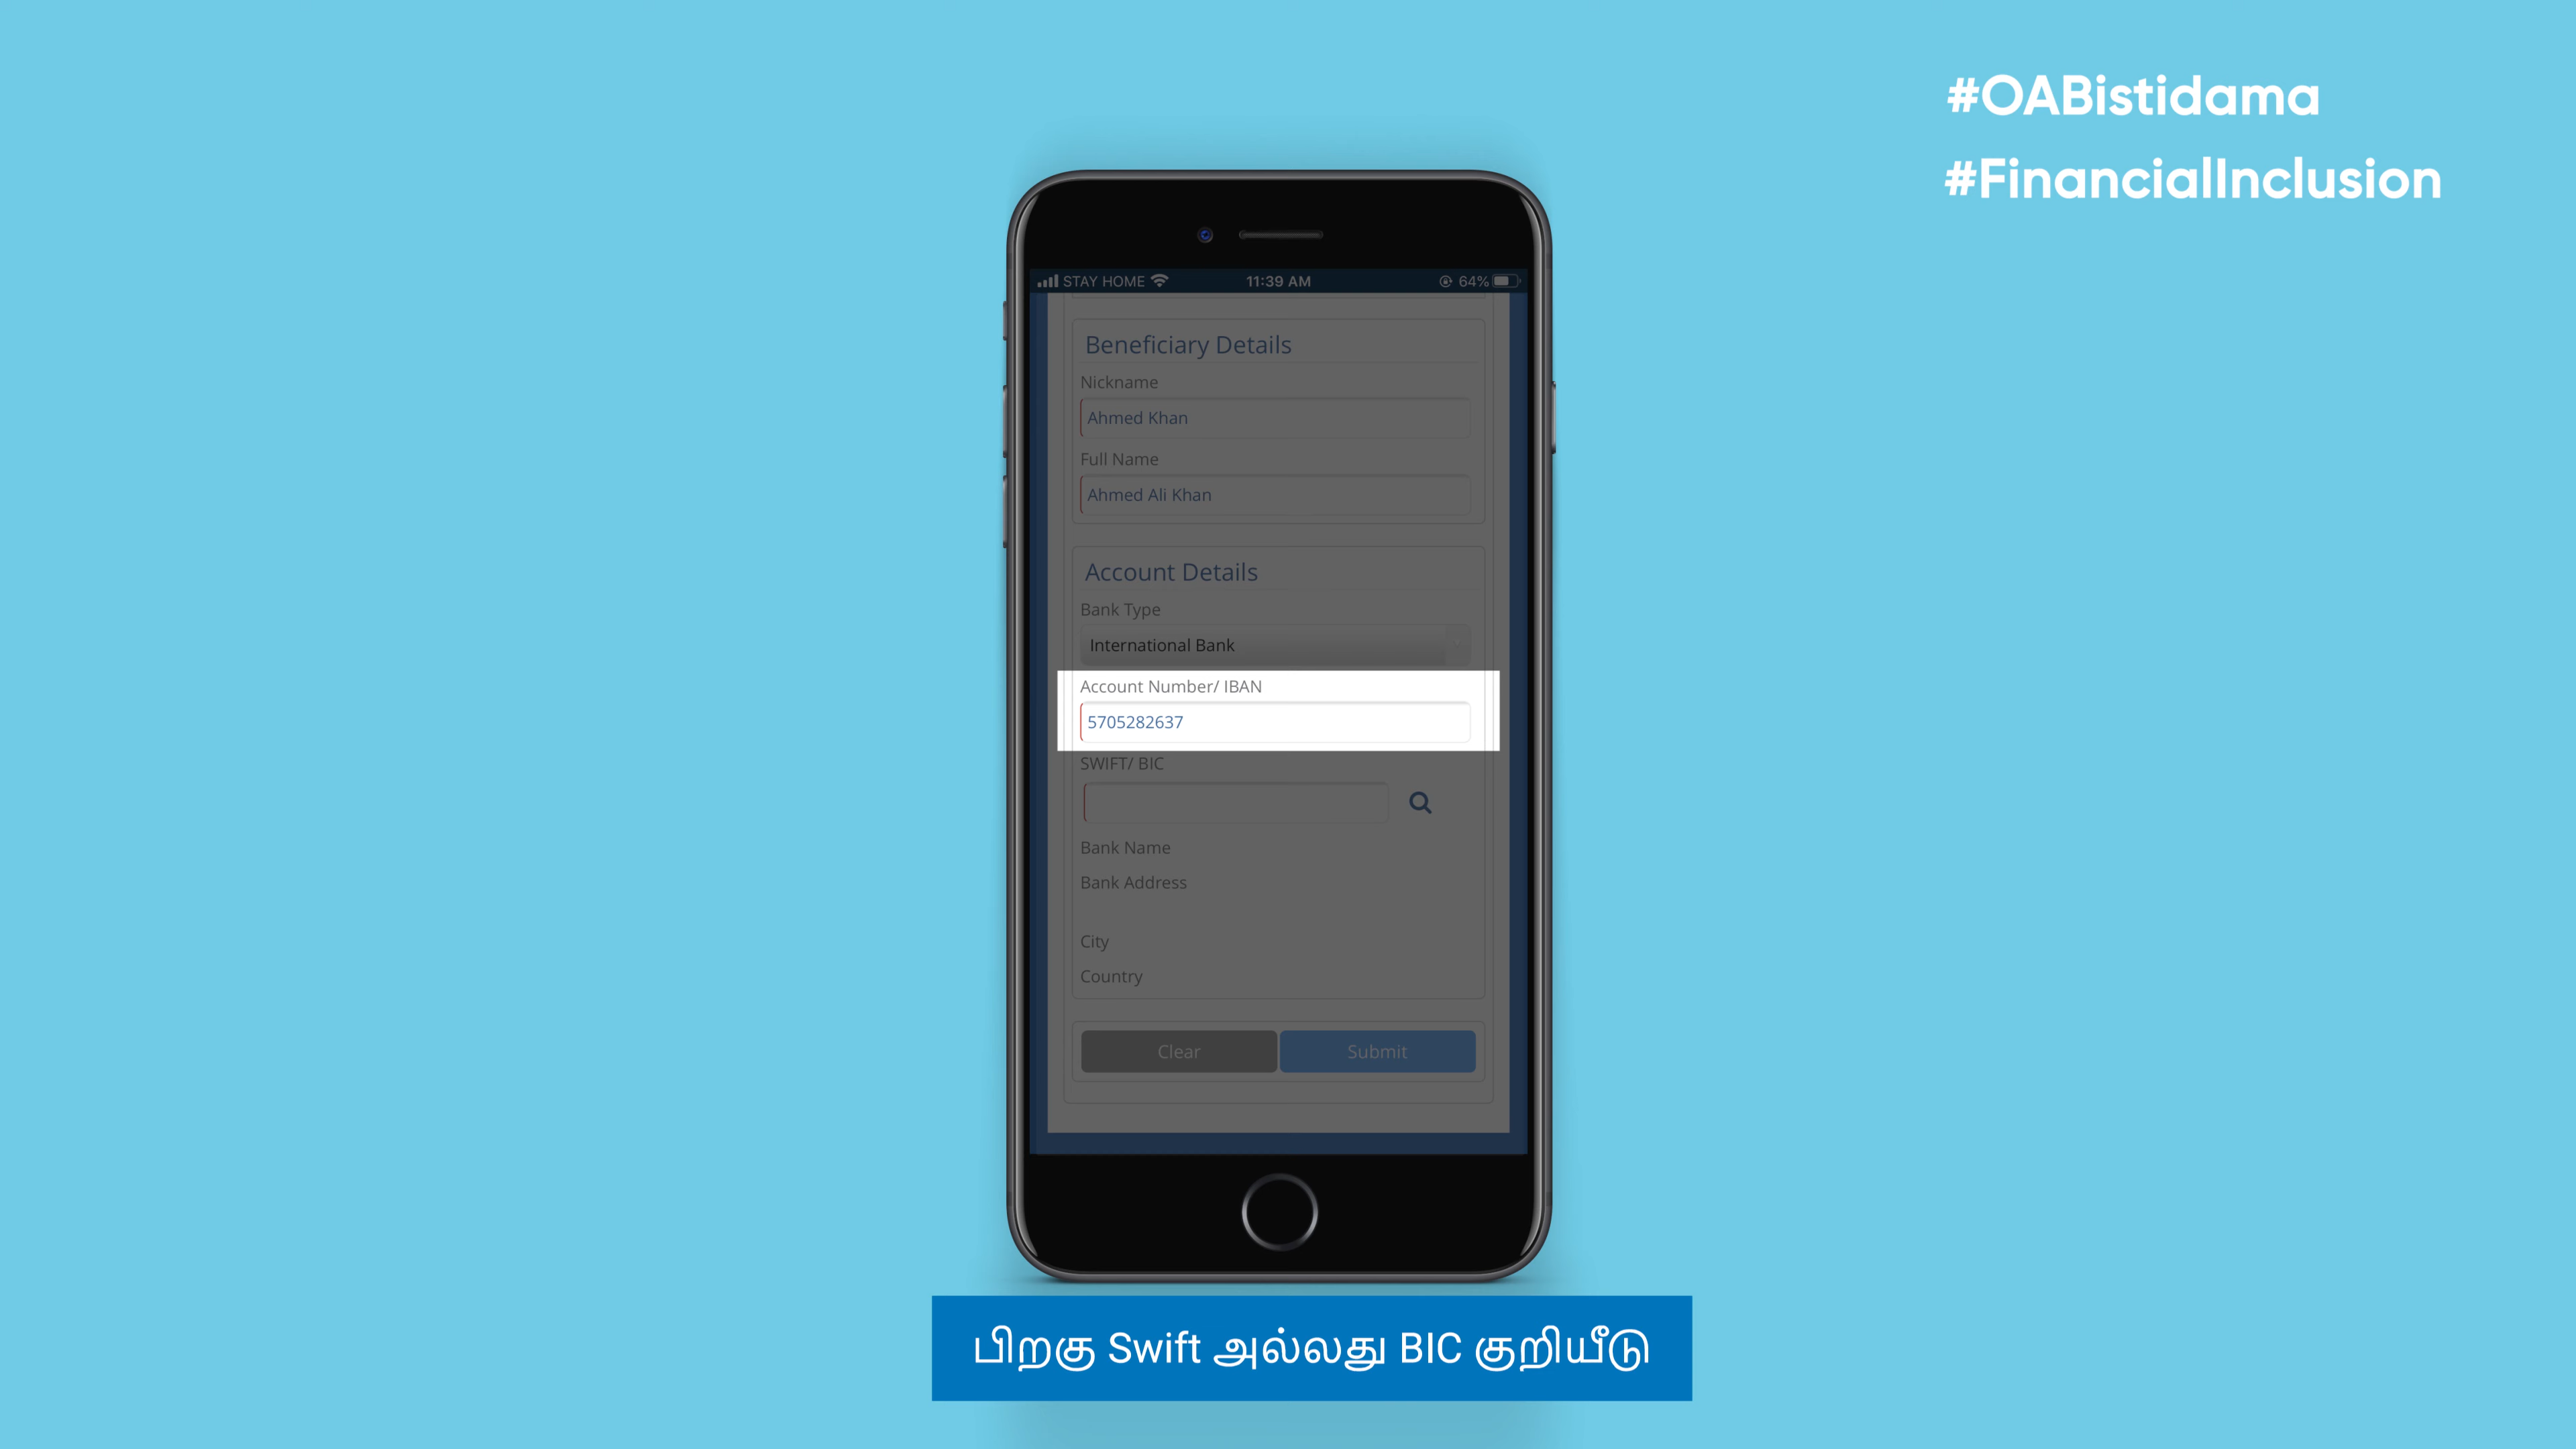 #OABistidama
#FinancialInclusion
STAY HOME 11:39 AM 64%
Beneficiary Details
Nickname
Ahmed Khan
Full Name
Ahmed Ali Khan
Account Details
Bank Type
International Bank
Account Number/ IBAN
5705282637
SWIFT/ BIC
Bank Name
Bank Address
City
Country
Clear Submit
பிறகு Swift அல்லது BIC குறியீடு